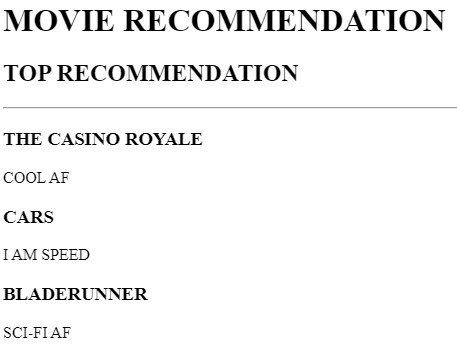 MOVIE RECOMMENDATION
TOP RECOMMENDATION
THE CASINO ROYALE
COOL AF
CARS
I AM SPEED
BLADERUNNER
SCI-FI AF